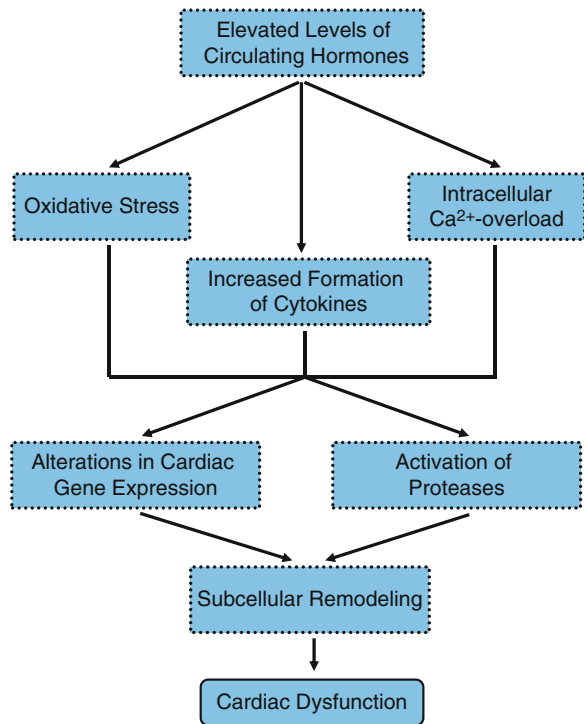 Elevated Levels of
Circulating Hormones
Oxidative Stress
Intracellular
Ca²⁺-overload
Increased Formation
of Cytokines
Alterations in Cardiac
Gene Expression
Activation of
Proteases
Subcellular Remodeling
Cardiac Dysfunction